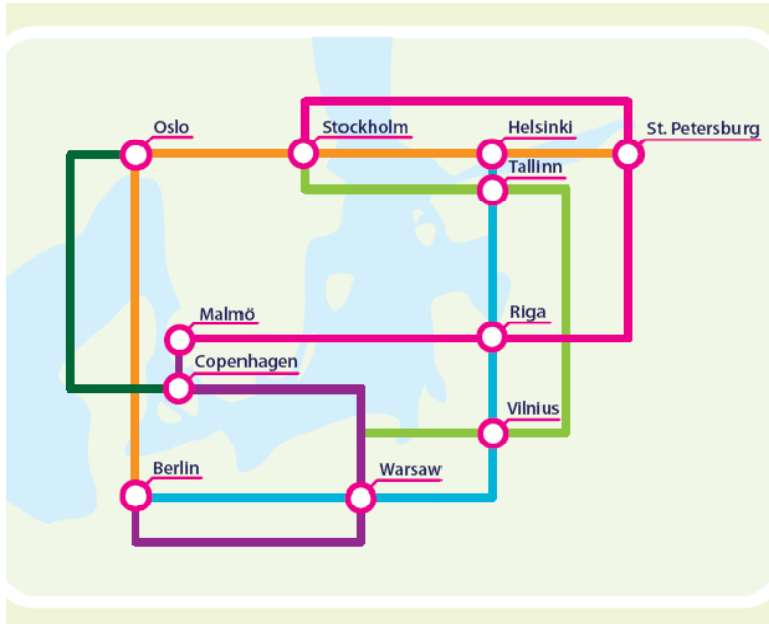 Oslo
Stockholm
Helsinki
St. Petersburg
Tallinn
Malmö
Riga
Copenhagen
Vilnius
Berlin
Warsaw